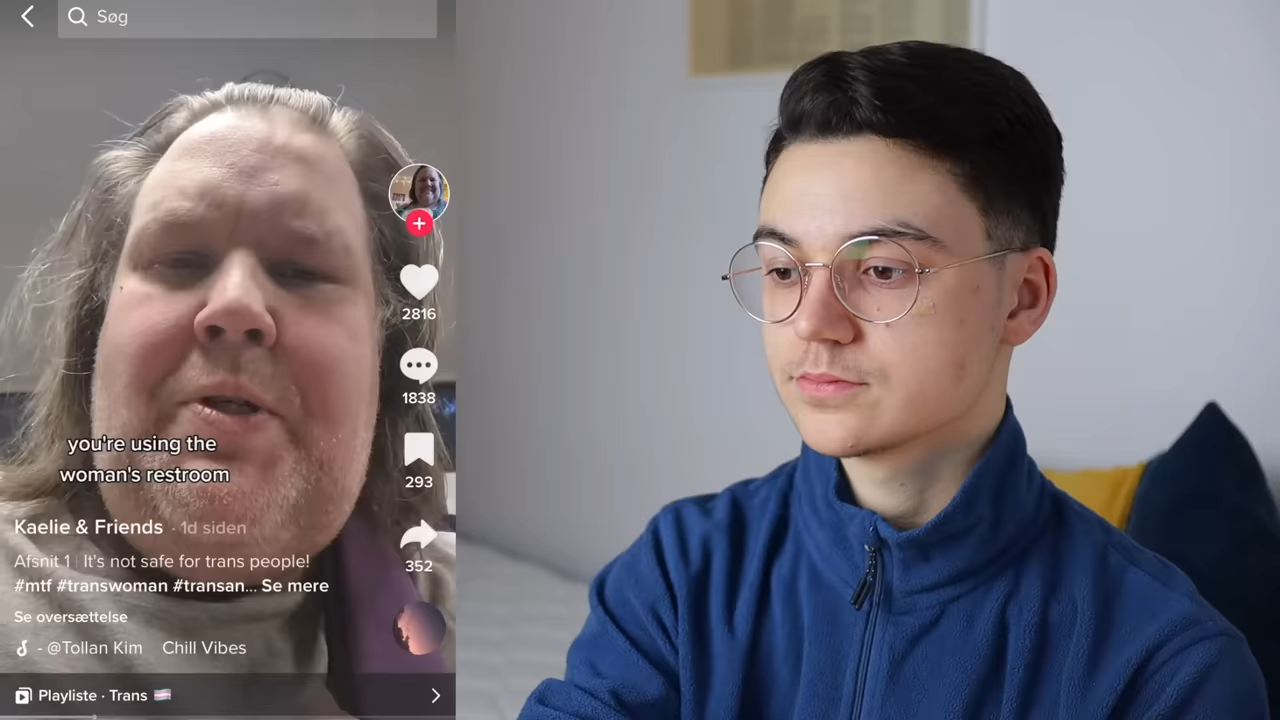 Søg
2816
1838
you're using the
woman's restroom
293
Kaelie & Friends · 1d siden
Afsnit 1 | It's not safe for trans people!
#mtf #transwoman #transan... Se mere
352
Se oversættelse
- @Tollan Kim Chill Vibes
Playliste · Trans 🏳️‍⚧️